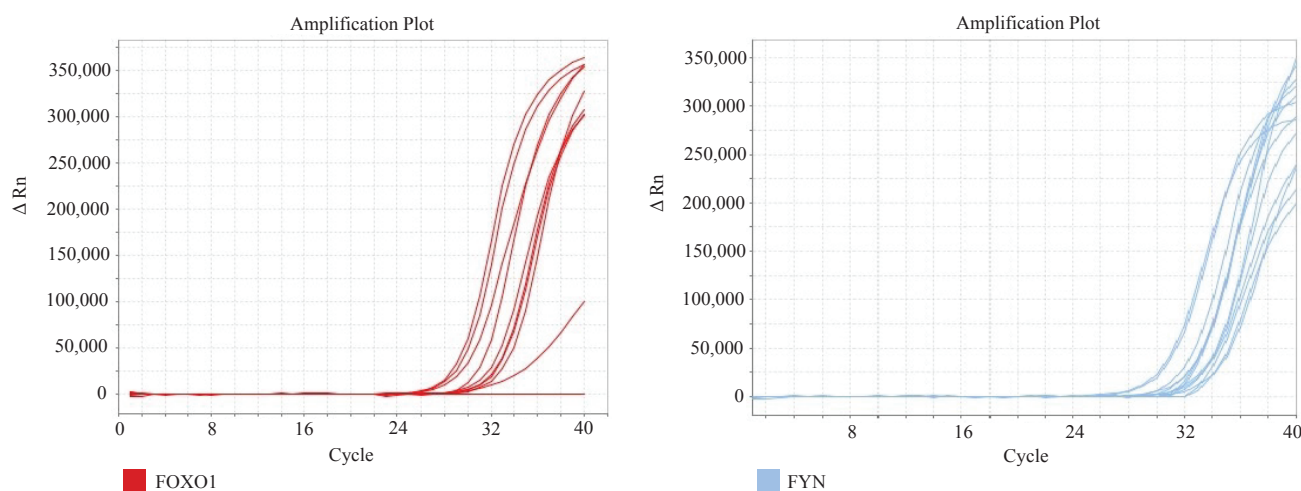 Amplification Plot
350,000
300,000
250,000
200,000
150,000
100,000
50,000
0
Δ Rn
0 8 16 24 32 40
Cycle
FOXO1
Amplification Plot
350,000
300,000
250,000
200,000
150,000
100,000
50,000
0
Δ Rn
8 16 24 32 40
Cycle
FYN